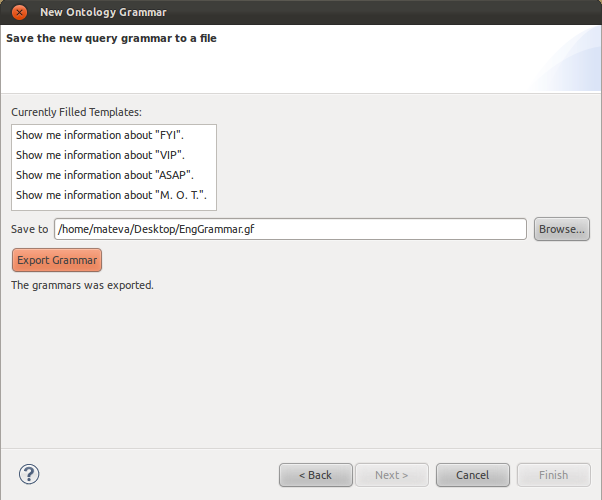 New Ontology Grammar
Save the new query grammar to a file
Currently Filled Templates:
Show me information about "FYI".
Show me information about "VIP".
Show me information about "ASAP".
Show me information about "M. O. T.".
Save to /home/mateva/Desktop/EngGrammar.gf Browse...
Export Grammar
The grammars was exported.
? < Back Next > Cancel Finish